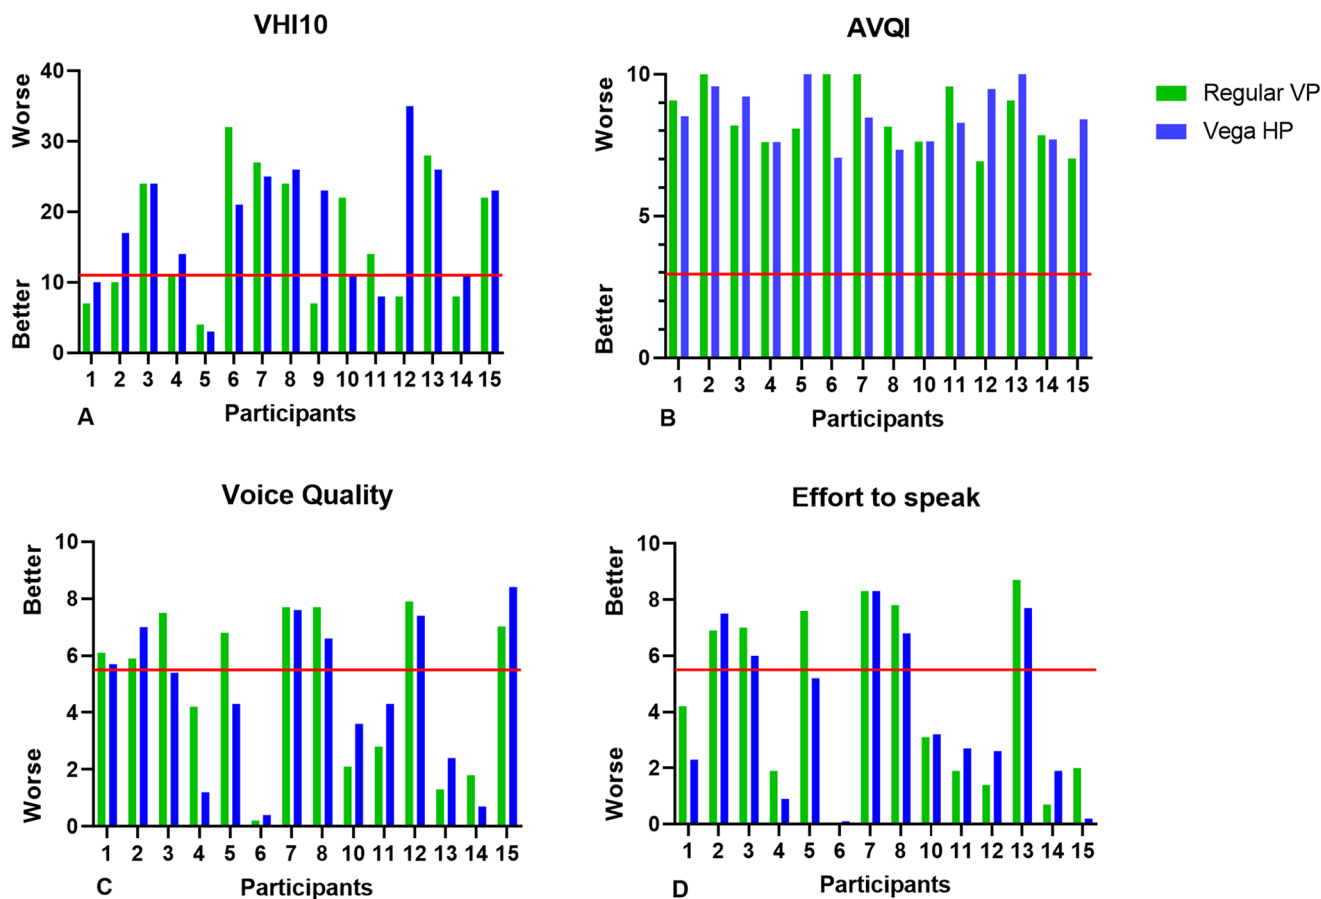 VHI10
Worse
Better
40
30
20
10
0
1 2 3 4 5 6 7 8 9 10 11 12 13 14 15
A
Participants
AVQI
Worse
Better
10
5
0
1 2 3 4 5 6 7 8 10 11 12 13 14 15
B
Participants
Regular VP
Vega HP
Voice Quality
Better
Worse
10
8
6
4
2
0
1 2 3 4 5 6 7 8 10 11 12 13 14 15
C
Participants
Effort to speak
Better
Worse
10
8
6
4
2
0
1 2 3 4 5 6 7 8 10 11 12 13 14 15
D
Participants